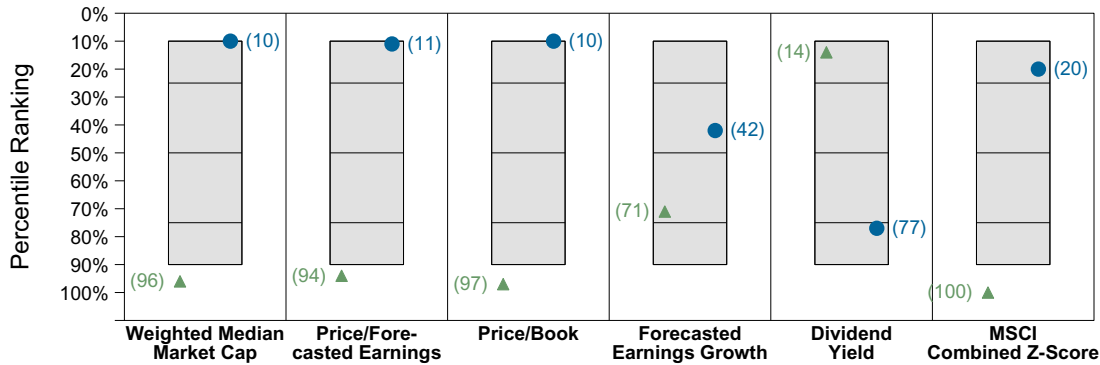 Percentile Ranking
0%
10%
20%
30%
40%
50%
60%
70%
80%
90%
100%
(10)
(96)
(11)
(94)
(10)
(97)
(42)
(71)
(14)
(77)
(20)
(100)
Weighted Median
Market Cap
Price/Fore-
casted Earnings
Price/Book
Forecasted
Earnings Growth
Dividend
Yield
MSCI
Combined Z-Score